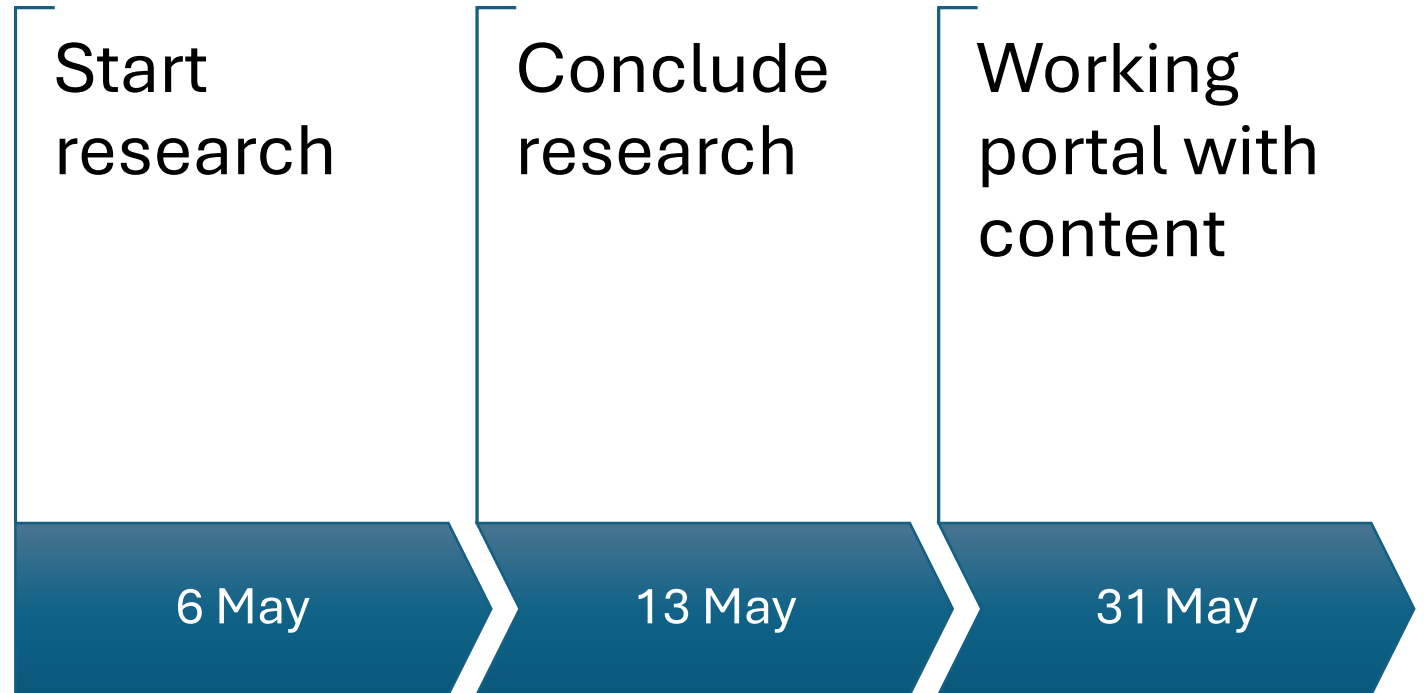 Start
research
Conclude
research
Working
portal with
content
6 May
13 May
31 May